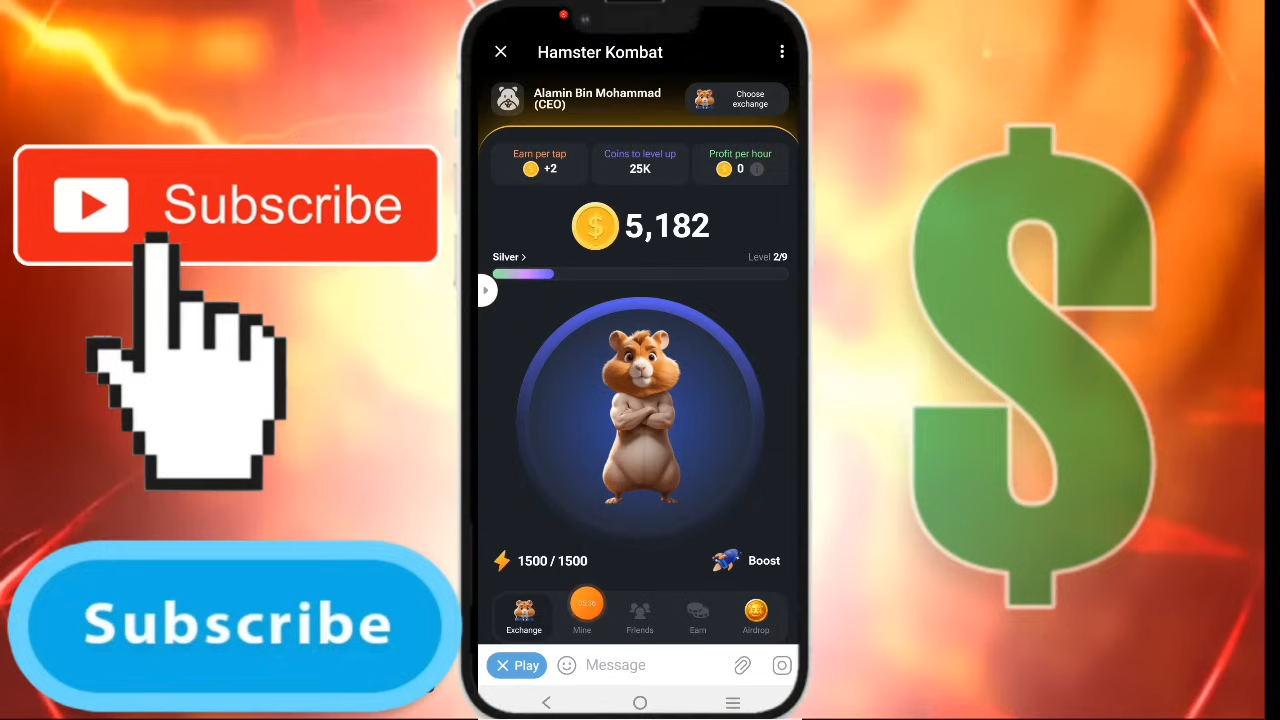 Hamster Kombat
Alamin Bin Mohammad
(CEO)
Choose
exchange
Earn per tap
+2
Coins to level up
25K
Profit per hour
0
5,182
Silver >
Level 2/9
Subscribe
Subscribe
1500 / 1500
Boost
Exchange
Mine
Friends
Earn
Airdrop
Play
Message